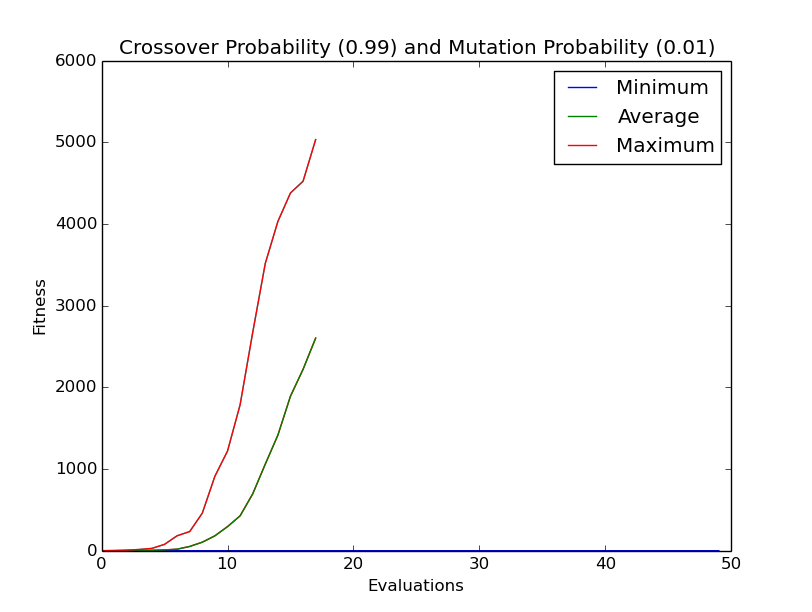 Crossover Probability (0.99) and Mutation Probability (0.01)
6000
5000
4000
3000
2000
1000
0
Fitness
Minimum
Average
Maximum
0 10 20 30 40 50
Evaluations